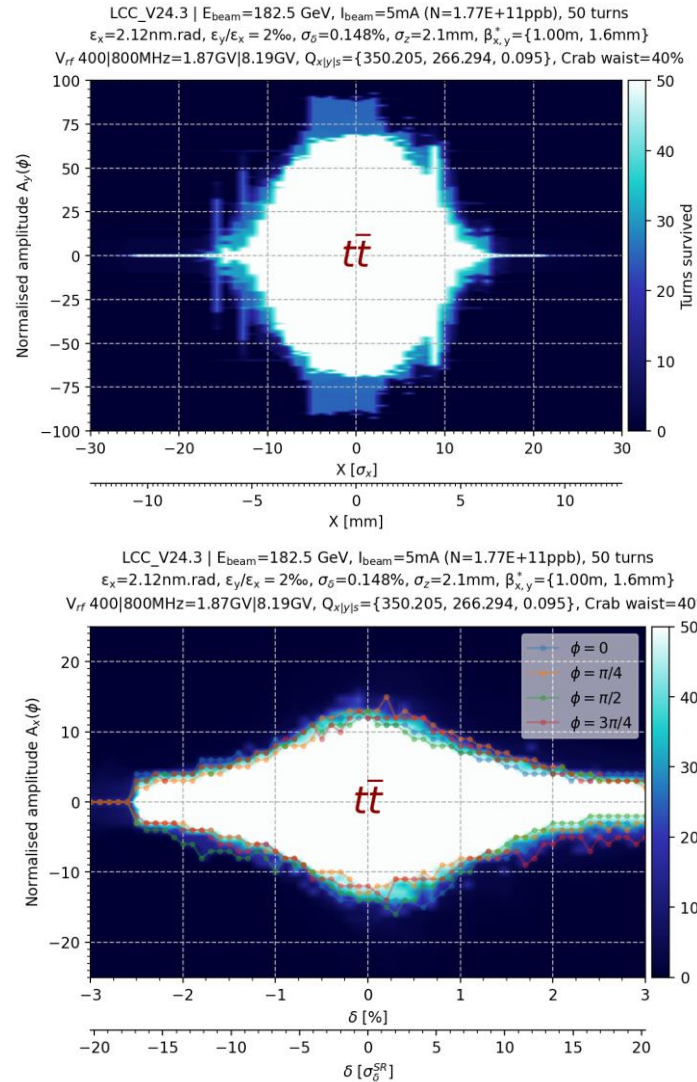 LCC_V24.3 | E_beam=182.5 GeV, I_beam=5mA (N=1.77E+11ppb), 50 turns
ε_x=2.12nm.rad, ε_y/ε_x = 2‰, σ_δ=0.148%, σ_z=2.1mm, β*_x,y={1.00m, 1.6mm}
V_rf 400|800MHz=1.87GV|8.19GV, Q_x|y|s={350.205, 266.294, 0.095}, Crab waist=40%
100
75
50
25
0
−25
−50
−75
−100
Normalised amplitude A_y(ϕ)
tt̅
−30 −20 −10 0 10 20 30
X [σ_x]
−10 −5 0 5 10
X [mm]
50
40
30
20
10
0
Turns survived
LCC_V24.3 | E_beam=182.5 GeV, I_beam=5mA (N=1.77E+11ppb), 50 turns
ε_x=2.12nm.rad, ε_y/ε_x = 2‰, σ_δ=0.148%, σ_z=2.1mm, β*_x,y={1.00m, 1.6mm}
V_rf 400|800MHz=1.87GV|8.19GV, Q_x|y|s={350.205, 266.294, 0.095}, Crab waist=40
20
10
0
−10
−20
Normalised amplitude A_x(ϕ)
ϕ = 0
ϕ = π/4
ϕ = π/2
ϕ = 3π/4
tt̅
−3 −2 −1 0 1 2 3
δ [%]
−20 −15 −10 −5 0 5 10 15 20
δ [σ_δ^SR]
50
40
30
20
10
0